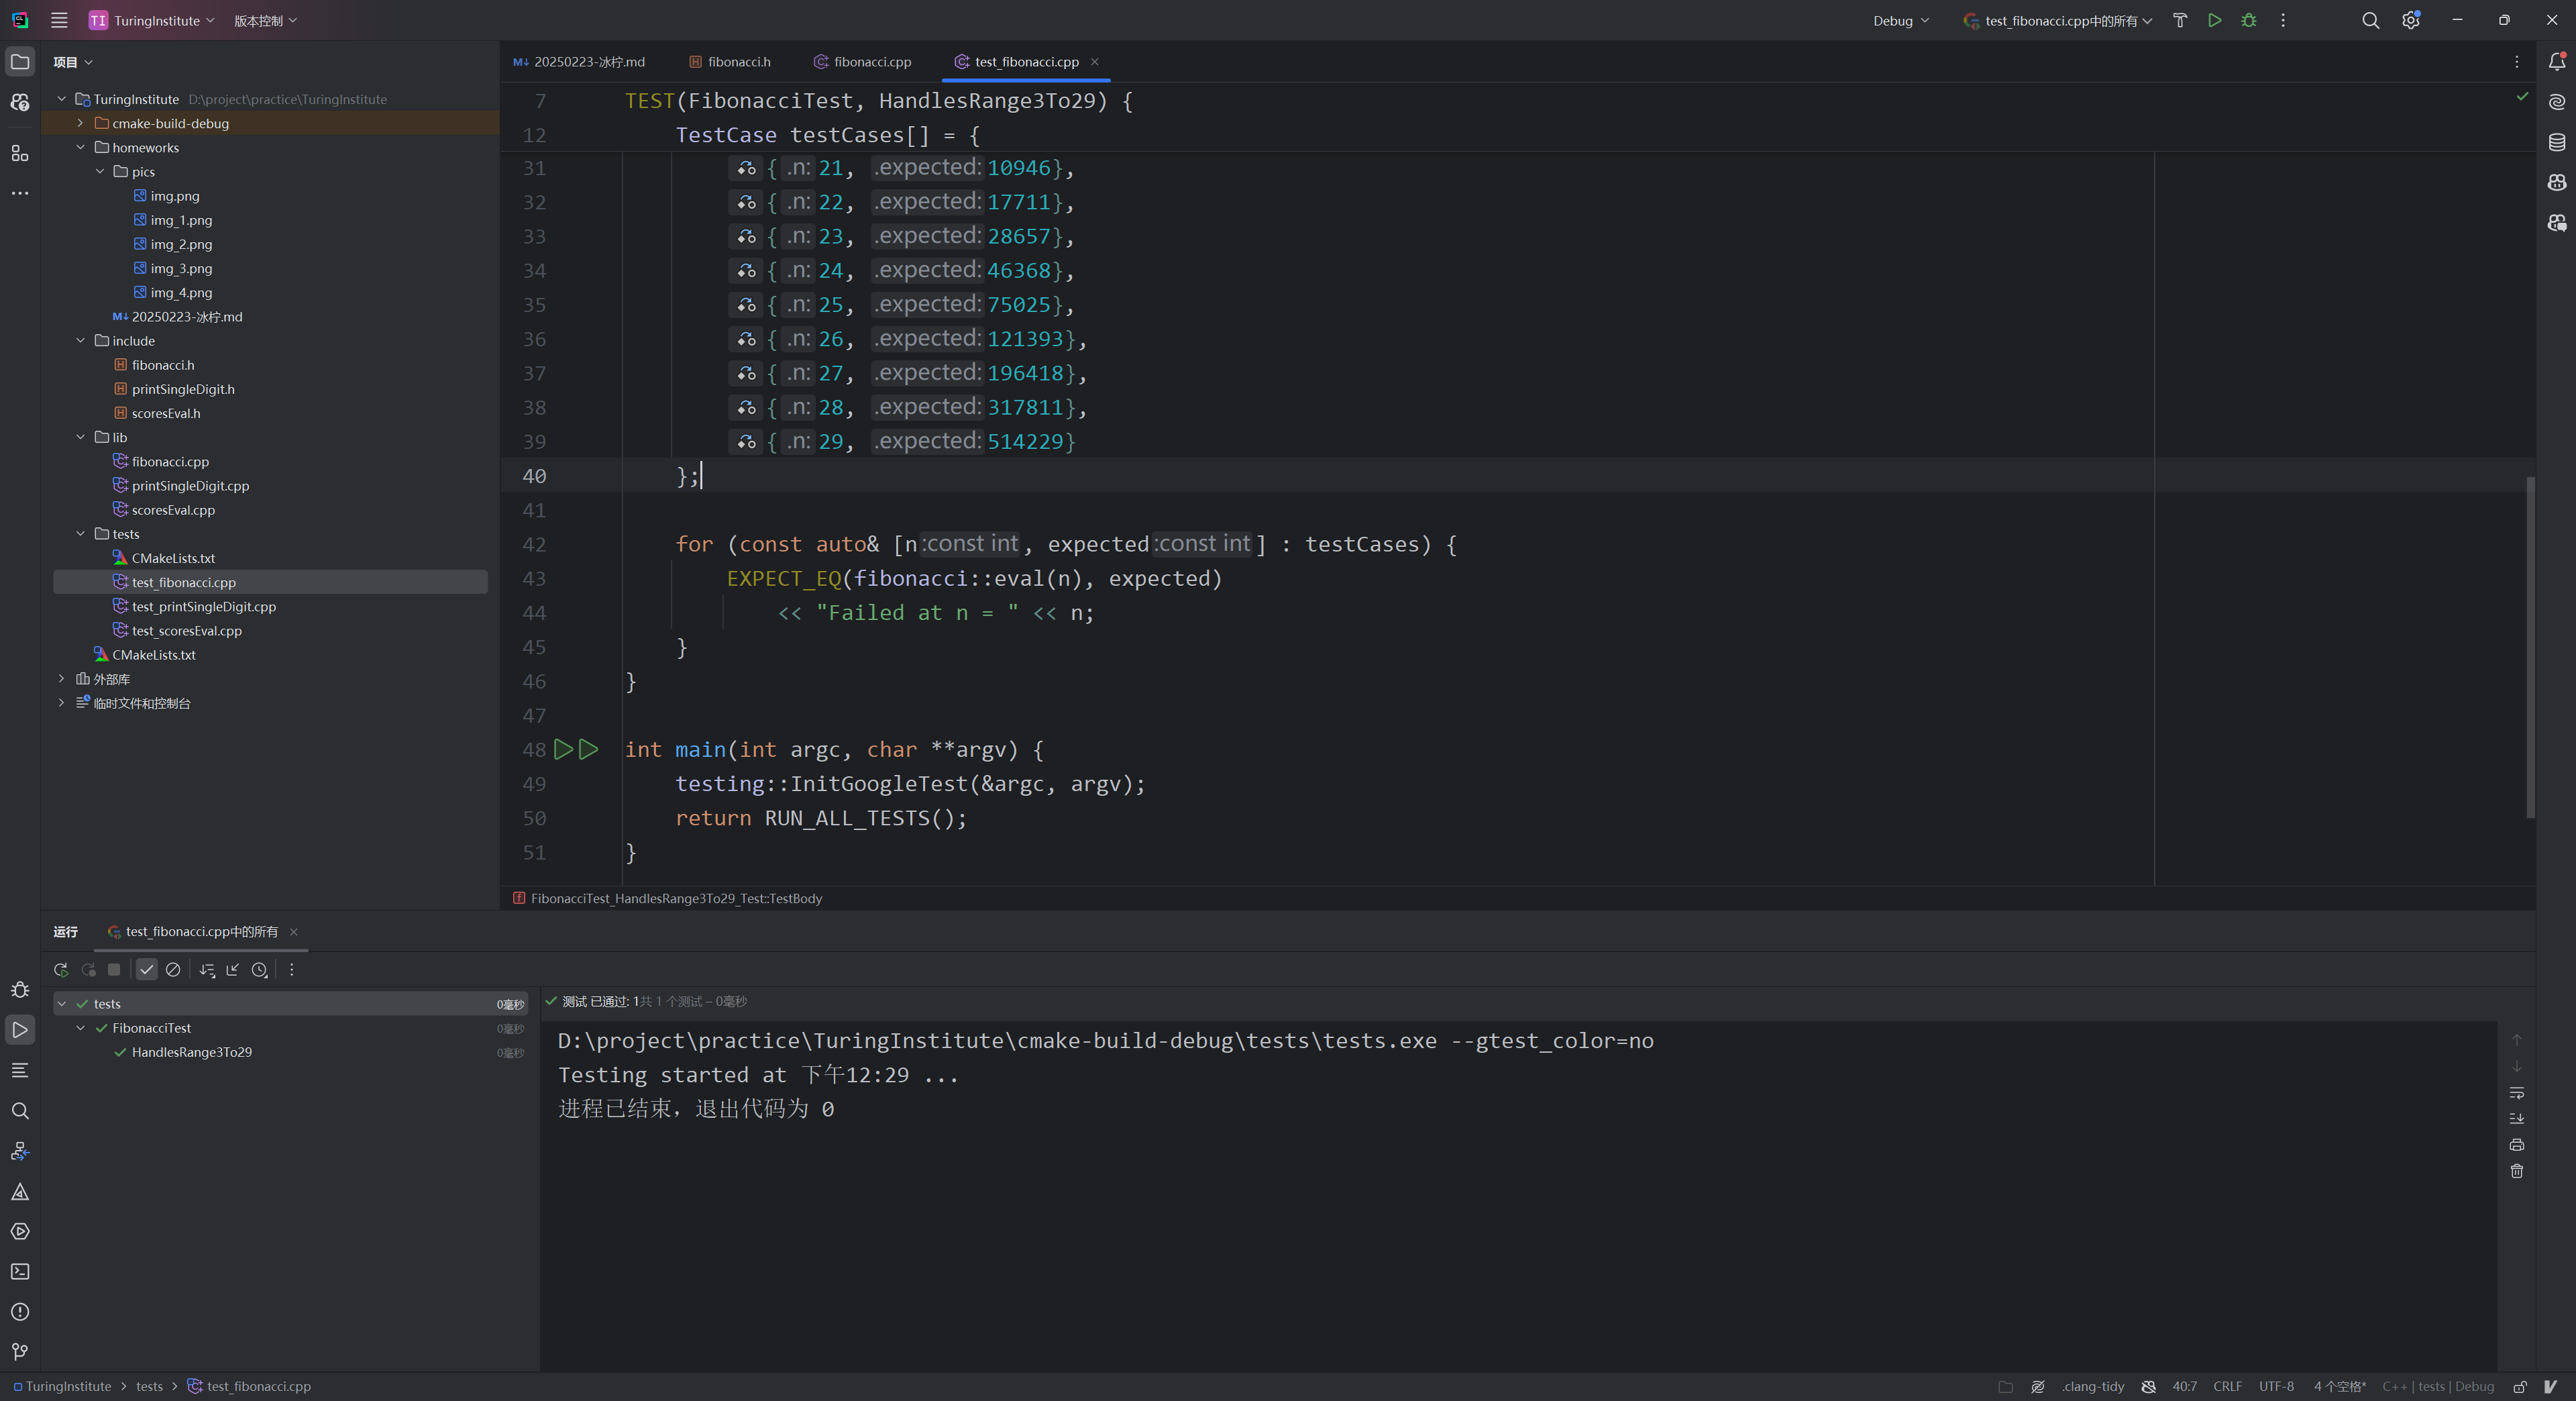 TI TuringInstitute 版本控制 Debug test_fibonacci.cpp中的所有
项目
TuringInstitute D:\project\practice\TuringInstitute
cmake-build-debug
homeworks
pics
img.png
img_1.png
img_2.png
img_3.png
img_4.png
20250223-冰柠.md
include
fibonacci.h
printSingleDigit.h
scoresEval.h
lib
fibonacci.cpp
printSingleDigit.cpp
scoresEval.cpp
tests
CMakeLists.txt
test_fibonacci.cpp
test_printSingleDigit.cpp
test_scoresEval.cpp
CMakeLists.txt
外部库
临时文件和控制台
20250223-冰柠.md fibonacci.h fibonacci.cpp test_fibonacci.cpp
7 TEST(FibonacciTest, HandlesRange3To29) {
12 TestCase testCases[] = {
31 { .n: 21, .expected: 10946},
32 { .n: 22, .expected: 17711},
33 { .n: 23, .expected: 28657},
34 { .n: 24, .expected: 46368},
35 { .n: 25, .expected: 75025},
36 { .n: 26, .expected: 121393},
37 { .n: 27, .expected: 196418},
38 { .n: 28, .expected: 317811},
39 { .n: 29, .expected: 514229}
40 };
41
42 for (const auto& [n :const int , expected :const int ] : testCases) {
43 EXPECT_EQ(fibonacci::eval(n), expected)
44 << "Failed at n = " << n;
45 }
46 }
47
48 int main(int argc, char **argv) {
49 testing::InitGoogleTest(&argc, argv);
50 return RUN_ALL_TESTS();
51 }
FibonacciTest_HandlesRange3To29_Test::TestBody
运行 test_fibonacci.cpp中的所有
tests 0毫秒
FibonacciTest 0毫秒
HandlesRange3To29 0毫秒
测试 已通过: 1共 1 个测试 – 0毫秒
D:\project\practice\TuringInstitute\cmake-build-debug\tests\tests.exe --gtest_color=no
Testing started at 下午12:29 ...
进程已结束，退出代码为 0
TuringInstitute > tests > test_fibonacci.cpp .clang-tidy 40:7 CRLF UTF-8 4 个空格* C++ | tests | Debug